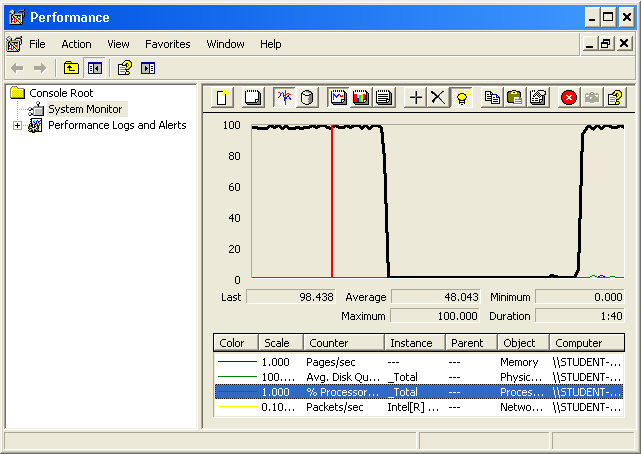 Performance
File Action View Favorites Window Help
Console Root
System Monitor
Performance Logs and Alerts
100
80
60
40
20
0
Last 98.438 Average 48.043 Minimum 0.000
Maximum 100.000 Duration 1:40
Color Scale Counter Instance Parent Object Computer
1.000 Pages/sec --- --- Memory \\STUDENT-...
100.... Avg. Disk Qu... _Total --- Physic... \\STUDENT-...
1.000 % Processor... _Total --- Proces... \\STUDENT-...
0.10... Packets/sec Intel[R] ... --- Netwo... \\STUDENT-...